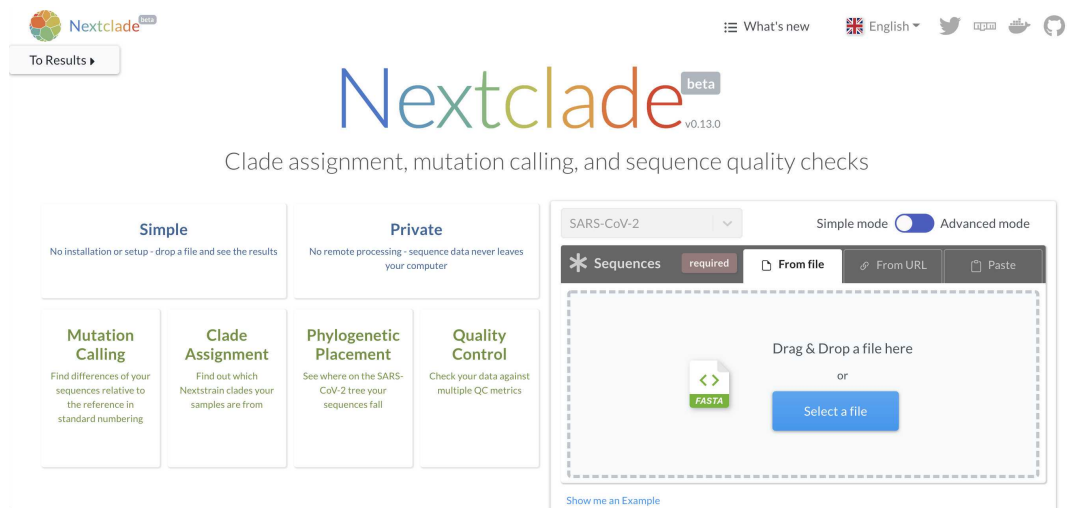 Nextclade beta
What's new
English
To Results
Nextclade beta
v0.13.0
Clade assignment, mutation calling, and sequence quality checks
Simple
No installation or setup - drop a file and see the results
Private
No remote processing - sequence data never leaves
your computer
Mutation
Calling
Find differences of your
sequences relative to
the reference in
standard numbering
Clade
Assignment
Find out which
Nextstrain clades your
samples are from
Phylogenetic
Placement
See where on the SARS-
CoV-2 tree your
sequences fall
Quality
Control
Check your data against
multiple QC metrics
SARS-CoV-2
Simple mode Advanced mode
Sequences required From file From URL Paste
Drag & Drop a file here
or
FASTA
Select a file
Show me an Example